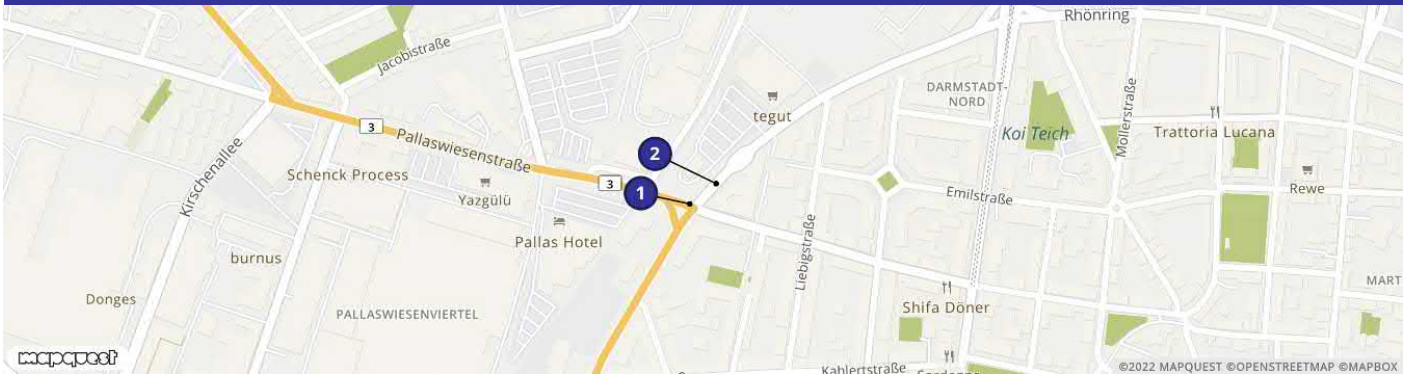 Rhönring
Jacobistraße
DARMSTADT-
NORD
tegut
Mollerstraße
3
Koi Teich
Trattoria Lucana
Pallaswiesenstraße
2
Kirschenallee
Schenck Process
3
1
Rewe
Yazgülü
Emilstraße
Pallas Hotel
Liebigstraße
burnus
MART
Donges
PALLASWIESENVIERTEL
Shifa Döner
mapquest
©2022 MAPQUEST ©OPENSTREETMAP ©MAPBOX
Kahlertstraße